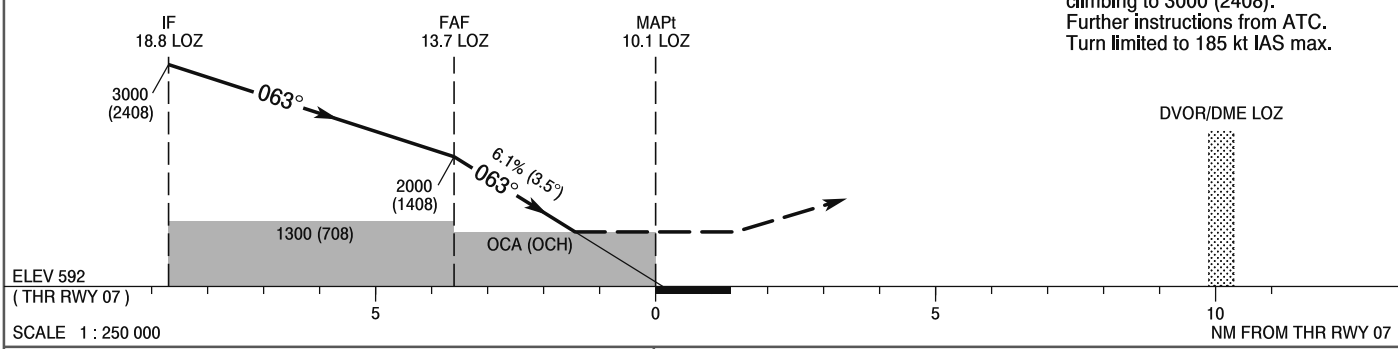 climbing to 3000 (2408).
Further instructions from ATC.
Turn limited to 185 kt IAS max.
IF
18.8 LOZ
FAF
13.7 LOZ
MAPt
10.1 LOZ
3000
(2408)
063°
DVOR/DME LOZ
6.1% (3.5°)
063°
2000
(1408)
1300 (708)
OCA (OCH)
ELEV 592
( THR RWY 07 )
5
0
5
10
SCALE 1 : 250 000
NM FROM THR RWY 07